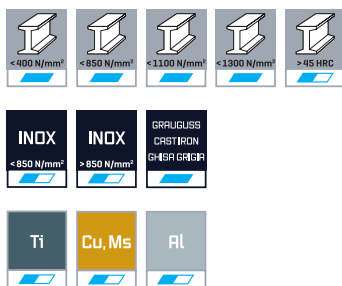 <400 N/mm² <850 N/mm² <1100 N/mm² <1300 N/mm² >45 HRC
INOX INOX GRAUGUSS
CAST IRON
GHISA GRIGIA
<850 N/mm² >850 N/mm²
Ti Cu, Ms Al